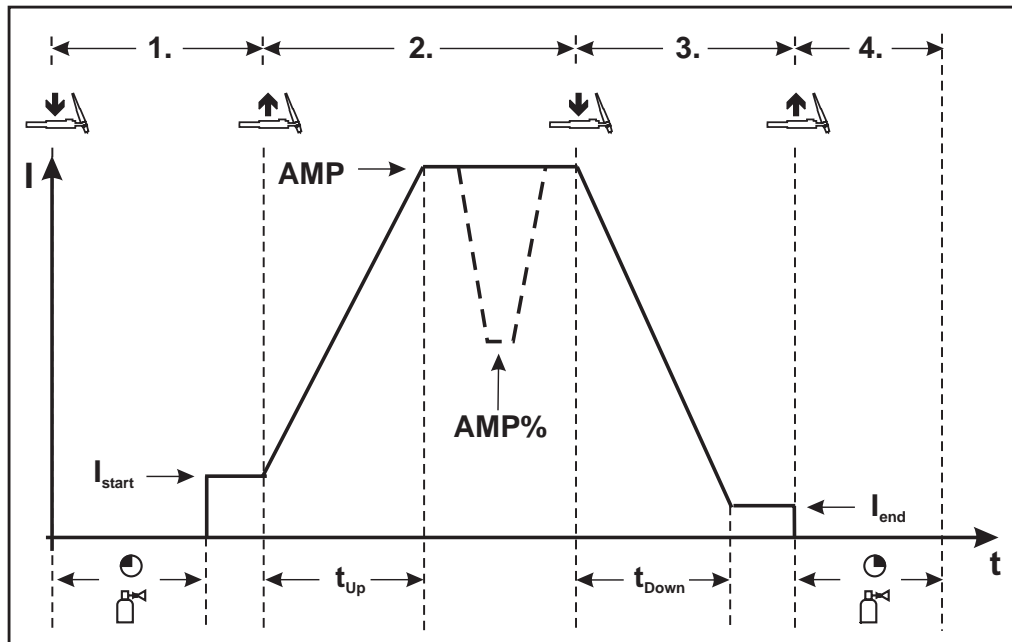 1. 2. 3. 4.
I
AMP
AMP%
Istart
Iend
t
tUp
tDown